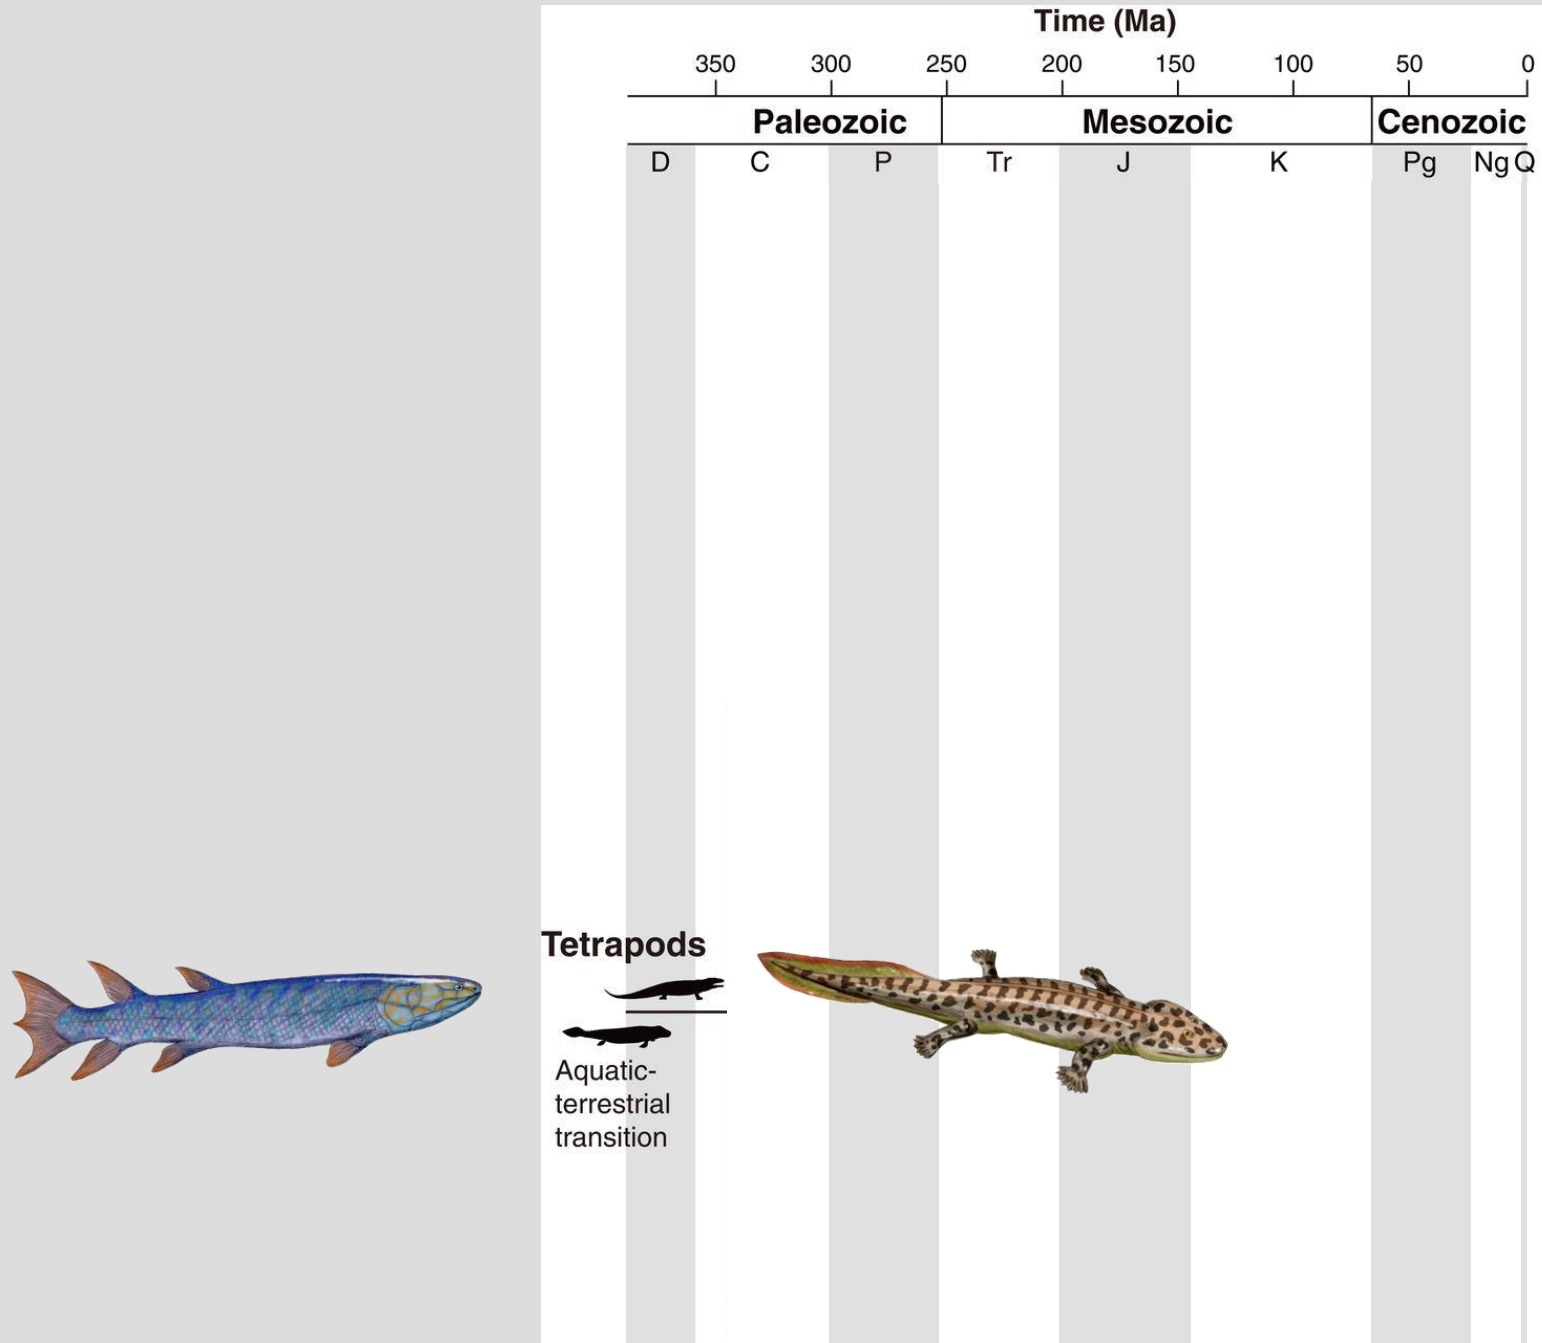 Time (Ma)
350 300 250 200 150 100 50 0
Paleozoic Mesozoic Cenozoic
D C P Tr J K Pg Ng Q
Tetrapods
Aquatic-
terrestrial
transition